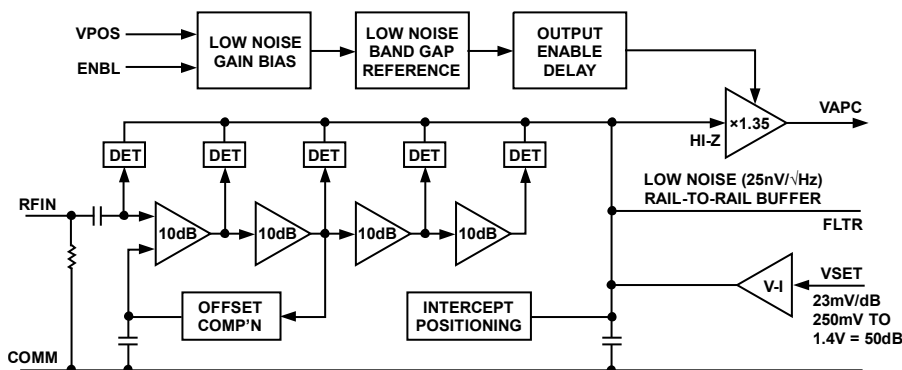 VPOS
ENBL
LOW NOISE
GAIN BIAS
LOW NOISE
BAND GAP
REFERENCE
OUTPUT
ENABLE
DELAY
×1.35
VAPC
HI-Z
DET
DET
DET
DET
DET
LOW NOISE (25nV/√Hz)
RAIL-TO-RAIL BUFFER
FLTR
RFIN
10dB
10dB
10dB
10dB
OFFSET
COMP'N
INTERCEPT
POSITIONING
V-I
VSET
23mV/dB
250mV TO
1.4V = 50dB
COMM